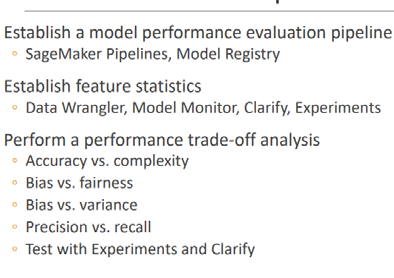 Establish a model performance evaluation pipeline
◦ SageMaker Pipelines, Model Registry
Establish feature statistics
◦ Data Wrangler, Model Monitor, Clarify, Experiments
Perform a performance trade-off analysis
◦ Accuracy vs. complexity
◦ Bias vs. fairness
◦ Bias vs. variance
◦ Precision vs. recall
◦ Test with Experiments and Clarify